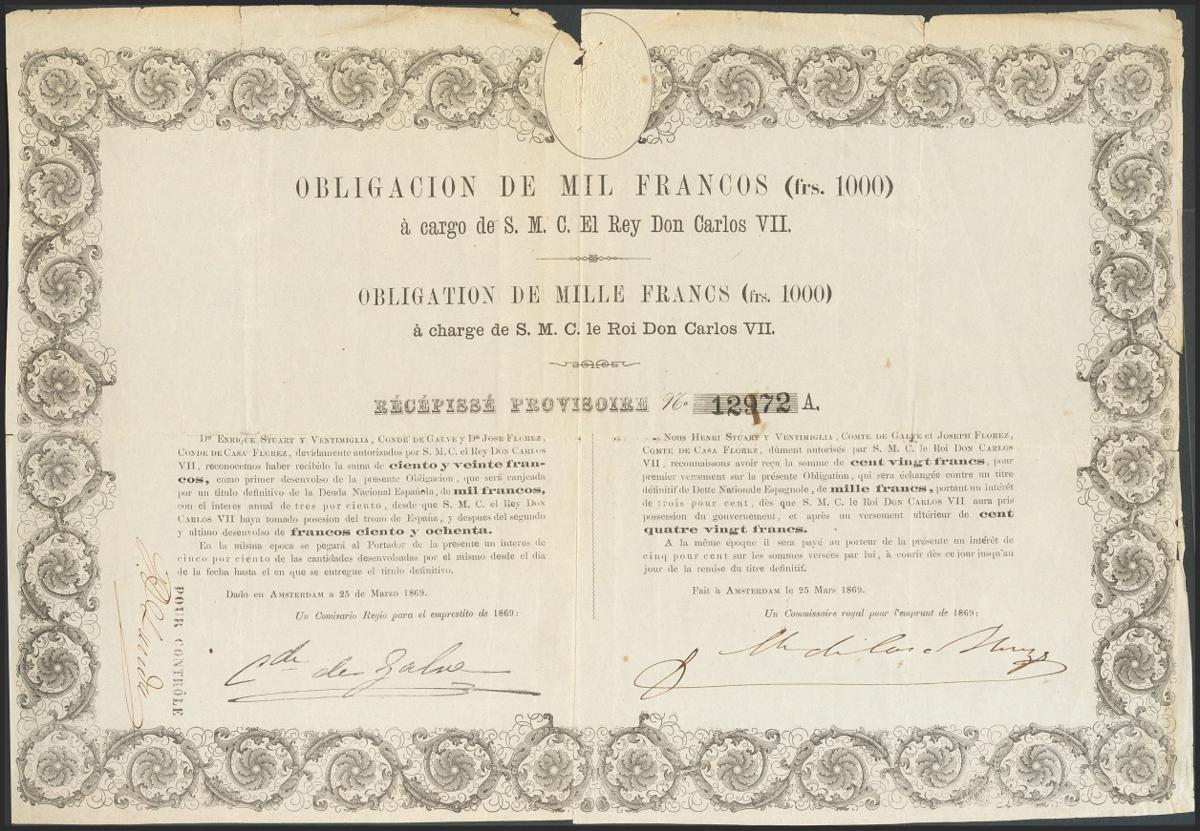 OBLIGACION DE MIL FRANCOS (frs. 1000)
à cargo de S. M. C. El Rey Don Carlos VII.
OBLIGATION DE MILLE FRANCS (frs. 1000)
à charge de S. M. C. le Roi Don Carlos VII.
RÉCÉPISSÉ PROVISOIRE No. 12972 A.
Dn ENRIQUE STUART Y VENTIMIGLIA, CONDE DE GALVE y Dn JOSE FLOREZ,
CONDE DE CASA FLOREZ, devidamente autorizados por S. M. C. el Rey DON CARLOS
VII, reconocemos haber recibido la suma de ciento y veinte fran-
cos, como primer desenvolso de la presente Obligacion, que será canjeada
por un titulo definitivo de la Deuda Nacional Española, de mil francos,
con el interes anual de tres por ciento, desde que S. M. C. el Rey DON
CARLOS VII haya tomado posesion del trono de España, y despues del segundo
y ultimo desenvolso de francos ciento y ochenta.
En la misma epoca se pegará al Portador de la presente un interes de
cinco por ciento de las cantidades desenvolsadas por el mismo desde el dia
de la fecha hasta el en que se entregue el titulo definitivo.
Dado en AMSTERDAM a 25 de Marzo 1869.
Un Comisario Regio para el emprestito de 1869:
Cde de Galve
Nous HENRI STUART Y VENTIMIGLIA, COMTE DE GALVE et JOSEPH FLOREZ,
COMTE DE CASA FLOREZ, dûment autorisés par S. M. C. le Roi DON CARLOS
VII, reconnaissons avoir reçu la somme de cent vingt francs, pour
premier versement sur la présente Obligation, qui sera échangée contre un titre
définitif de Dette Nationale Espagnole, de mille francs, portant un intérêt
de trois pour cent, dès que S. M. C. le Roi DON CARLOS VII aura pris
possession du gouvernement, et après un versement ultérieur de cent
quatre vingt francs.
A la même époque il sera payé au porteur de la présente un intérêt de
cinq pour cent sur les sommes versées par lui, à courir dès ce jour jusqu'au
jour de la remise du titre définitif.
Fait à AMSTERDAM le 25 Mars 1869.
Un Commissaire royal pour l'emprunt de 1869:
POUR CONTRÔLE